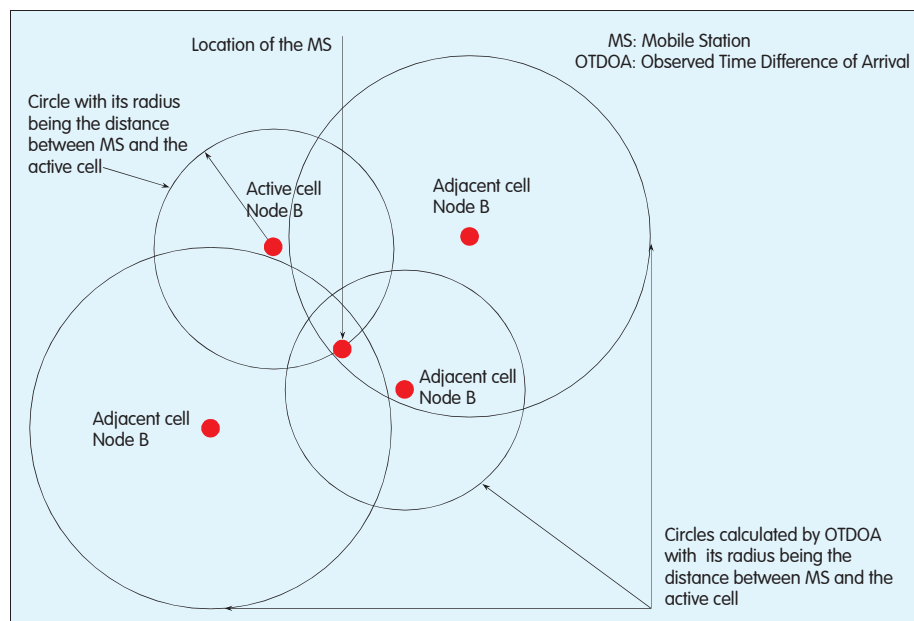 Location of the MS
MS: Mobile Station
OTDOA: Observed Time Difference of Arrival
Circle with its radius
being the distance
between MS and the
active cell
Active cell
Node B
Adjacent cell
Node B
Adjacent cell
Node B
Adjacent cell
Node B
Circles calculated by OTDOA
with its radius being the
distance between MS and the
active cell